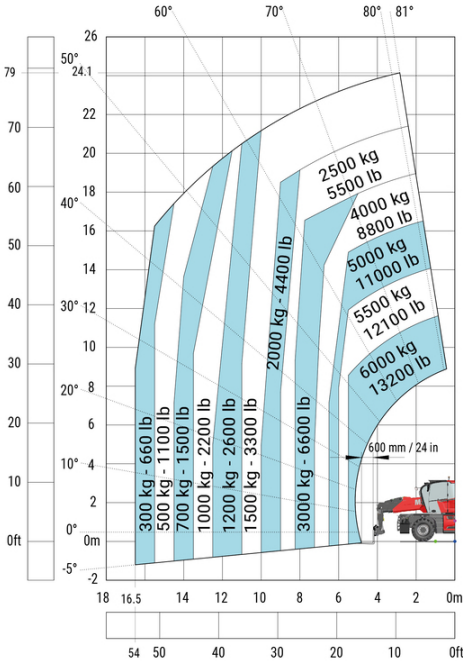 60°
70°
80°
81°
26
50°
79
24.1
22
70
20
60
18
40°
50
16
14
40
12
30°
10
30
8
20°
20
6
10°
4
10
2
0°
0ft
0m
-5°
-2
2500 kg
5500 lb
4000 kg
8800 lb
5000 kg
11000 lb
5500 kg
12100 lb
6000 kg
13200 lb
600 mm / 24 in
300 kg - 660 lb
500 kg - 1100 lb
700 kg - 1500 lb
1000 kg - 2200 lb
1200 kg - 2600 lb
1500 kg - 3300 lb
2000 kg - 4400 lb
3000 kg - 6600 lb
18
16.5
14
12
10
8
6
4
2
0m
54
50
40
30
20
10
0ft